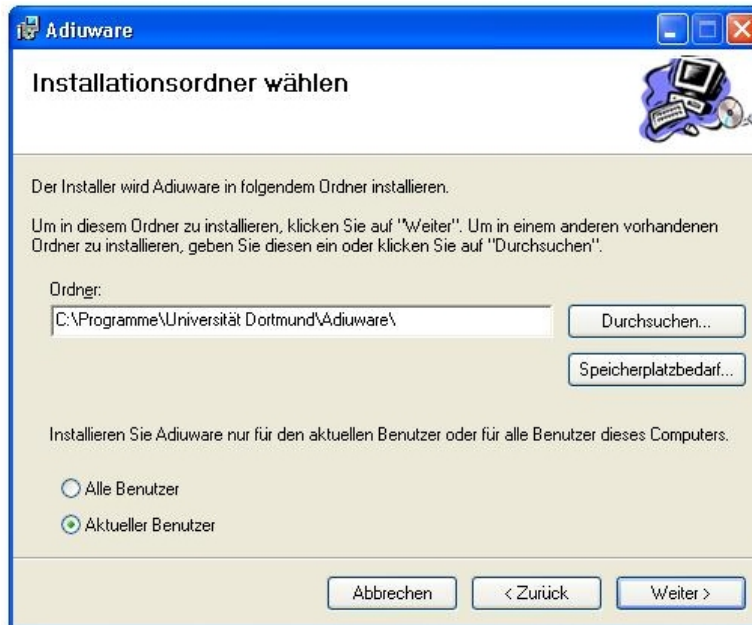 Adiuware
Installationsordner wählen
Der Installer wird Adiuware in folgendem Ordner installieren.
Um in diesem Ordner zu installieren, klicken Sie auf "Weiter". Um in einem anderen vorhandenen
Ordner zu installieren, geben Sie diesen ein oder klicken Sie auf "Durchsuchen".
Ordner:
C:\Programme\Universität Dortmund\Adiuware\
Durchsuchen...
Speicherplatzbedarf...
Installieren Sie Adiuware nur für den aktuellen Benutzer oder für alle Benutzer dieses Computers.
Alle Benutzer
Aktueller Benutzer
Abbrechen
< Zurück
Weiter >